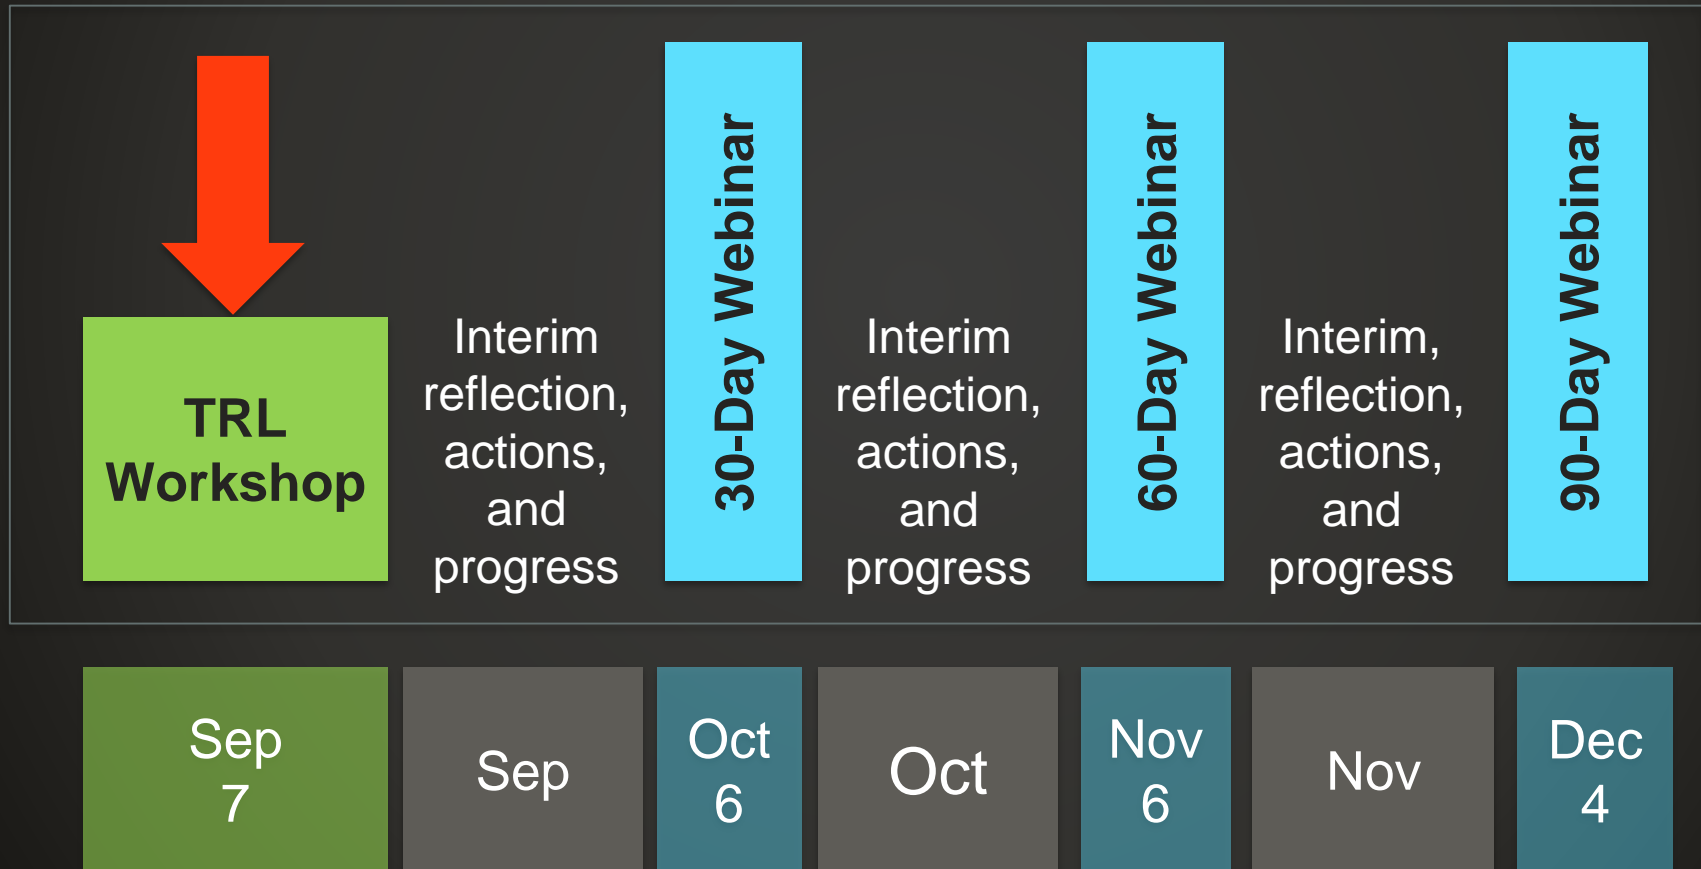 TRL
Workshop
Interim
reflection,
actions,
and
progress
30-Day Webinar
Interim
reflection,
actions,
and
progress
60-Day Webinar
Interim,
reflection,
actions,
and
progress
90-Day Webinar
Sep
7
Sep
Oct
6
Oct
Nov
6
Nov
Dec
4